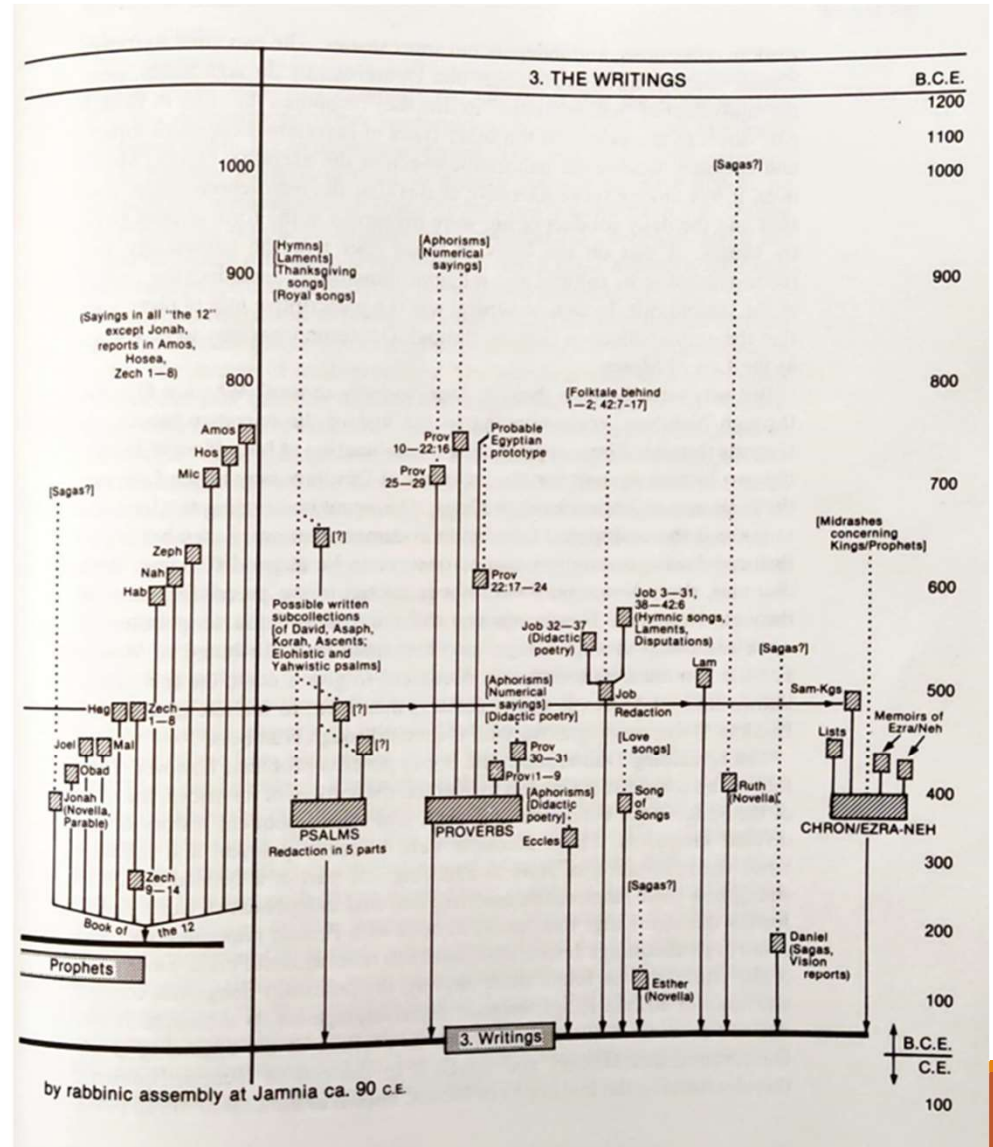 3. THE WRITINGS
B.C.E.
1200
1100
1000
1000
[Sagas?]
[Hymns]
[Laments]
[Thanksgiving
songs]
[Royal songs]
[Aphorisms]
[Numerical
sayings]
900
900
(Sayings in all "the 12"
except Jonah,
reports in Amos,
Hosea,
Zech 1—8)
800
800
[Folktale behind
1—2; 42:7-17]
Amos
Hos
Mic
Prov
10—22:16
Probable
Egyptian
prototype
Prov
25—29
700
[Sagas?]
[?]
[Midrashes
concerning
Kings/Prophets]
Zeph
Nah
Hab
Prov
22:17—24
600
Possible written
subcollections
[of David, Asaph,
Korah, Ascents;
Elohistic and
Yahwistic psalms]
Job 3—31,
38—42:6
(Hymnic songs,
Laments,
Disputations)
Job 32—37
(Didactic
poetry)
[Sagas?]
[Aphorisms]
[Numerical
sayings]
[Didactic poetry]
Lam
Job
Redaction
Sam-Kgs
500
Hag
Zech
1—8
[?]
Memoirs of
Ezra/Neh
Lists
Joel
Mal
[?]
Prov
30—31
[Love
songs]
Obad
Prov 1—9
Jonah
(Novella,
Parable)
[Aphorisms]
[Didactic
poetry]
Song
of
Songs
Ruth
(Novella)
400
PSALMS
Redaction in 5 parts
PROVERBS
Eccles
CHRON/EZRA-NEH
300
Zech
9—14
[Sagas?]
Book of the 12
200
Daniel
(Sagas,
Vision
reports)
Prophets
Esther
(Novella)
100
3. Writings
B.C.E.
C.E.
by rabbinic assembly at Jamnia ca. 90 C.E.
100